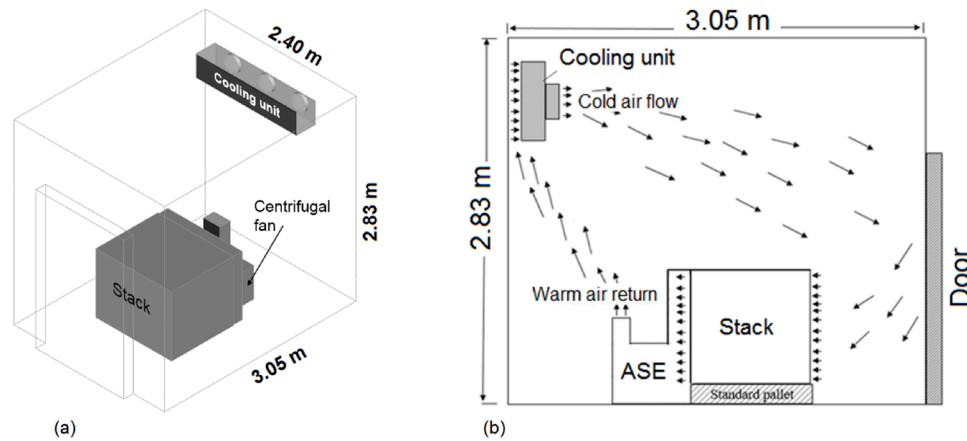 2.40 m
Cooling unit
Centrifugal
fan
2.83 m
Stack
3.05 m
(a)
3.05 m
Cooling unit
Cold air flow
2.83 m
Warm air return
Stack
ASE
Standard pallet
Door
(b)